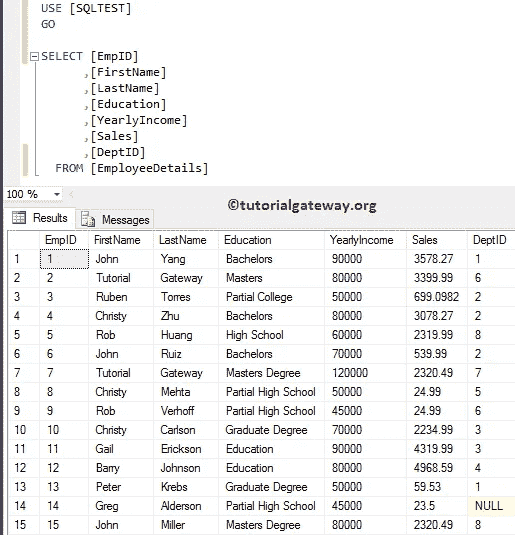 USE [SQLTEST]
GO
SELECT [EmpID]
,[FirstName]
,[LastName]
,[Education]
,[YearlyIncome]
,[Sales]
,[DeptID]
FROM [EmployeeDetails]
100 %
©tutorialgateway.org
Results Messages
EmpID FirstName LastName Education YearlyIncome Sales DeptID
1 1 John Yang Bachelors 90000 3578.27 1
2 2 Tutorial Gateway Masters 80000 3399.99 6
3 3 Ruben Torres Partial College 50000 699.0982 2
4 4 Christy Zhu Bachelors 80000 3078.27 2
5 5 Rob Huang High School 60000 2319.99 8
6 6 John Ruiz Bachelors 70000 539.99 2
7 7 Tutorial Gateway Masters Degree 120000 2320.49 7
8 8 Christy Mehta Partial High School 50000 24.99 5
9 9 Rob Verhoff Partial High School 45000 24.99 6
10 10 Christy Carlson Graduate Degree 70000 2234.99 3
11 11 Gail Erickson Education 90000 4319.99 3
12 12 Barry Johnson Education 80000 4968.59 4
13 13 Peter Krebs Graduate Degree 50000 59.53 1
14 14 Greg Alderson Partial High School 45000 23.5 NULL
15 15 John Miller Masters Degree 80000 2320.49 8